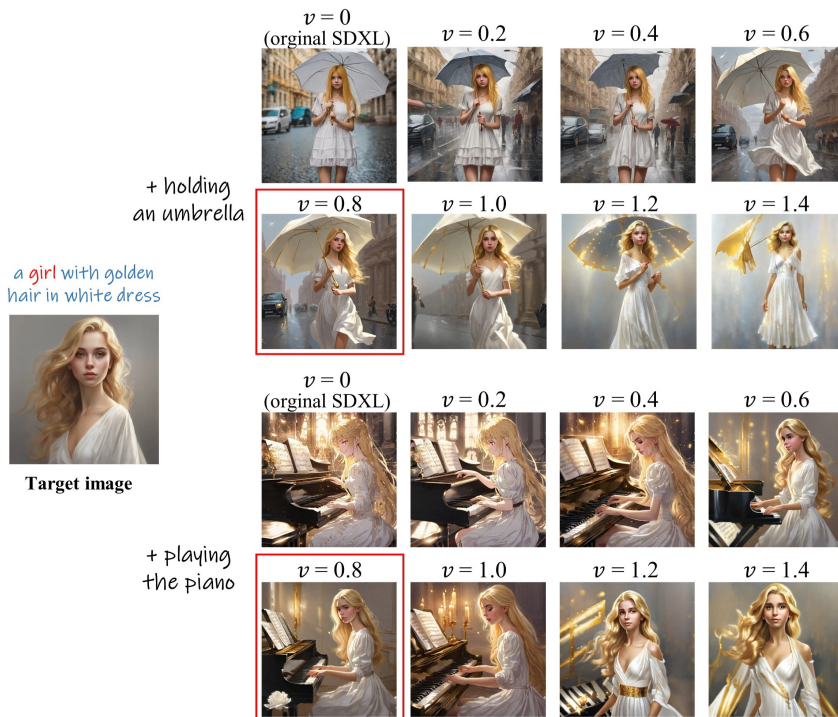 v = 0
(orginal SDXL)
v = 0.2
v = 0.4
v = 0.6
+ holding
an umbrella
v = 0.8
v = 1.0
v = 1.2
v = 1.4
a girl with golden
hair in white dress
Target image
v = 0
(orginal SDXL)
v = 0.2
v = 0.4
v = 0.6
+ playing
the piano
v = 0.8
v = 1.0
v = 1.2
v = 1.4